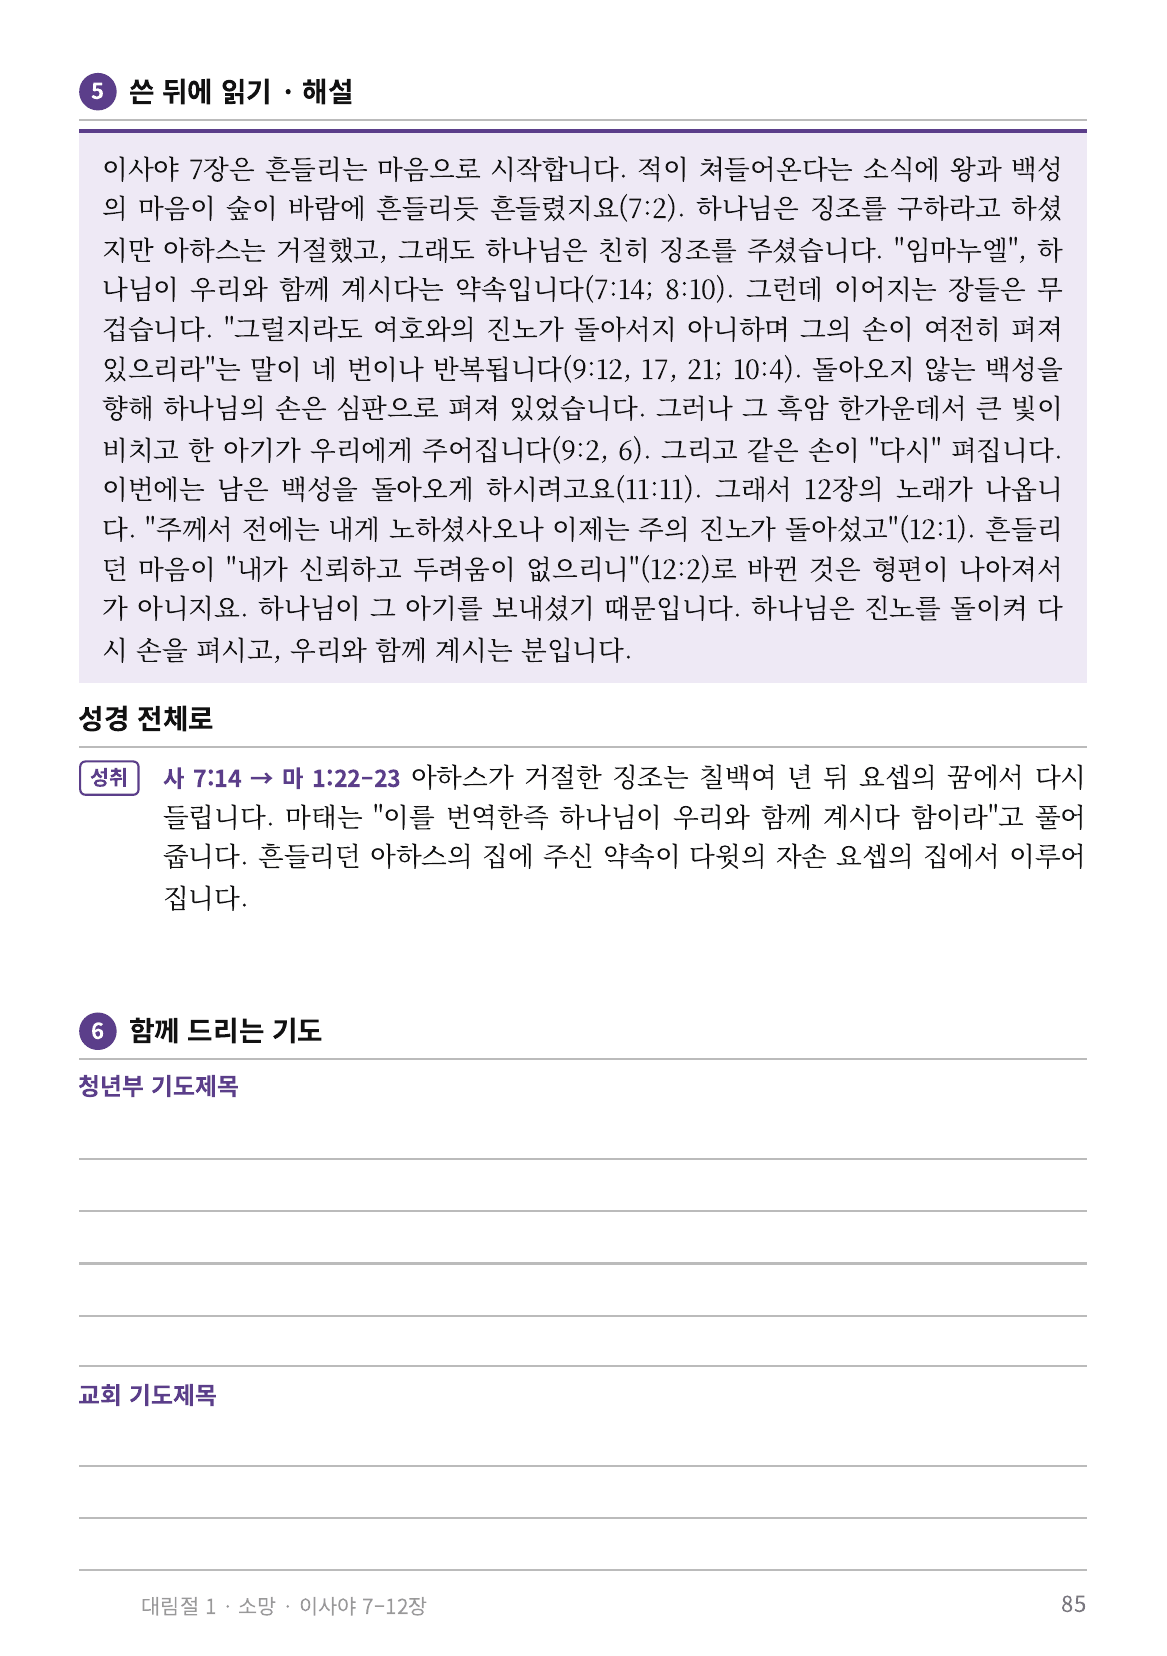 5 쓴 뒤에 읽기 · 해설
이사야 7장은 흔들리는 마음으로 시작합니다. 적이 쳐들어온다는 소식에 왕과 백성
의 마음이 숲이 바람에 흔들리듯 흔들렸지요(7:2). 하나님은 징조를 구하라고 하셨
지만 아하스는 거절했고, 그래도 하나님은 친히 징조를 주셨습니다. "임마누엘", 하
나님이 우리와 함께 계시다는 약속입니다(7:14; 8:10). 그런데 이어지는 장들은 무
겁습니다. "그럴지라도 여호와의 진노가 돌아서지 아니하며 그의 손이 여전히 펴져
있으리라"는 말이 네 번이나 반복됩니다(9:12, 17, 21; 10:4). 돌아오지 않는 백성을
향해 하나님의 손은 심판으로 펴져 있었습니다. 그러나 그 흑암 한가운데서 큰 빛이
비치고 한 아기가 우리에게 주어집니다(9:2, 6). 그리고 같은 손이 "다시" 펴집니다.
이번에는 남은 백성을 돌아오게 하시려고요(11:11). 그래서 12장의 노래가 나옵니
다. "주께서 전에는 내게 노하셨사오나 이제는 주의 진노가 돌아섰고"(12:1). 흔들리
던 마음이 "내가 신뢰하고 두려움이 없으리니"(12:2)로 바뀐 것은 형편이 나아져서
가 아니지요. 하나님이 그 아기를 보내셨기 때문입니다. 하나님은 진노를 돌이켜 다
시 손을 펴시고, 우리와 함께 계시는 분입니다.
성경 전체로
성취 사 7:14 → 마 1:22–23 아하스가 거절한 징조는 칠백여 년 뒤 요셉의 꿈에서 다시
들립니다. 마태는 "이를 번역한즉 하나님이 우리와 함께 계시다 함이라"고 풀어
줍니다. 흔들리던 아하스의 집에 주신 약속이 다윗의 자손 요셉의 집에서 이루어
집니다.
6 함께 드리는 기도
청년부 기도제목
교회 기도제목
대림절 1 · 소망 · 이사야 7–12장
85